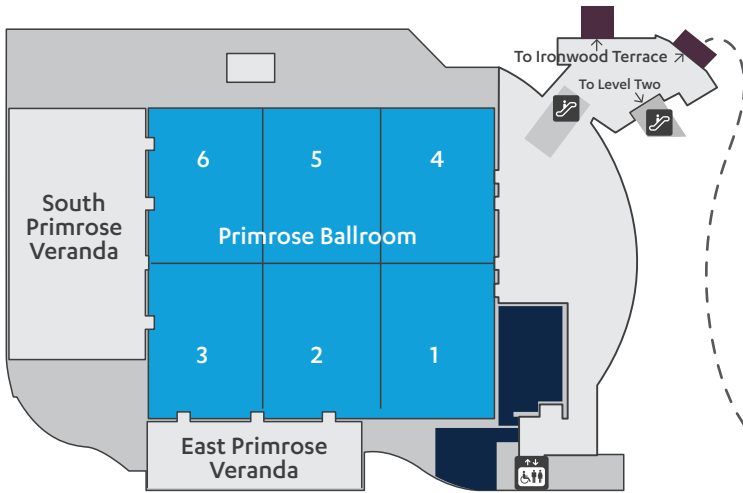 To Ironwood Terrace
To Level Two
6
5
4
South
Primrose
Veranda
Primrose Ballroom
3
2
1
East Primrose
Veranda